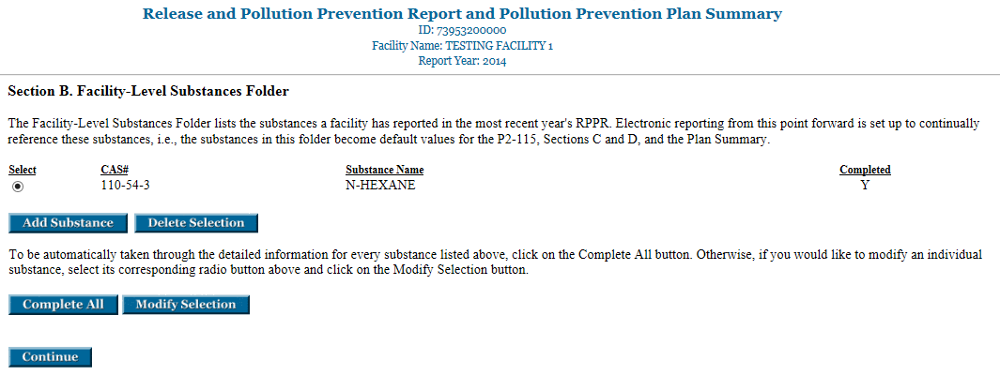 Release and Pollution Prevention Report and Pollution Prevention Plan Summary
ID: 73953200000
Facility Name: TESTING FACILITY 1
Report Year: 2014
Section B. Facility-Level Substances Folder
The Facility-Level Substances Folder lists the substances a facility has reported in the most recent year's RPPR. Electronic reporting from this point forward is set up to continually
reference these substances, i.e., the substances in this folder become default values for the P2-115, Sections C and D, and the Plan Summary.
Select CAS# Substance Name Completed
110-54-3 N-HEXANE Y
Add Substance Delete Selection
To be automatically taken through the detailed information for every substance listed above, click on the Complete All button. Otherwise, if you would like to modify an individual
substance, select its corresponding radio button above and click on the Modify Selection button.
Complete All Modify Selection
Continue